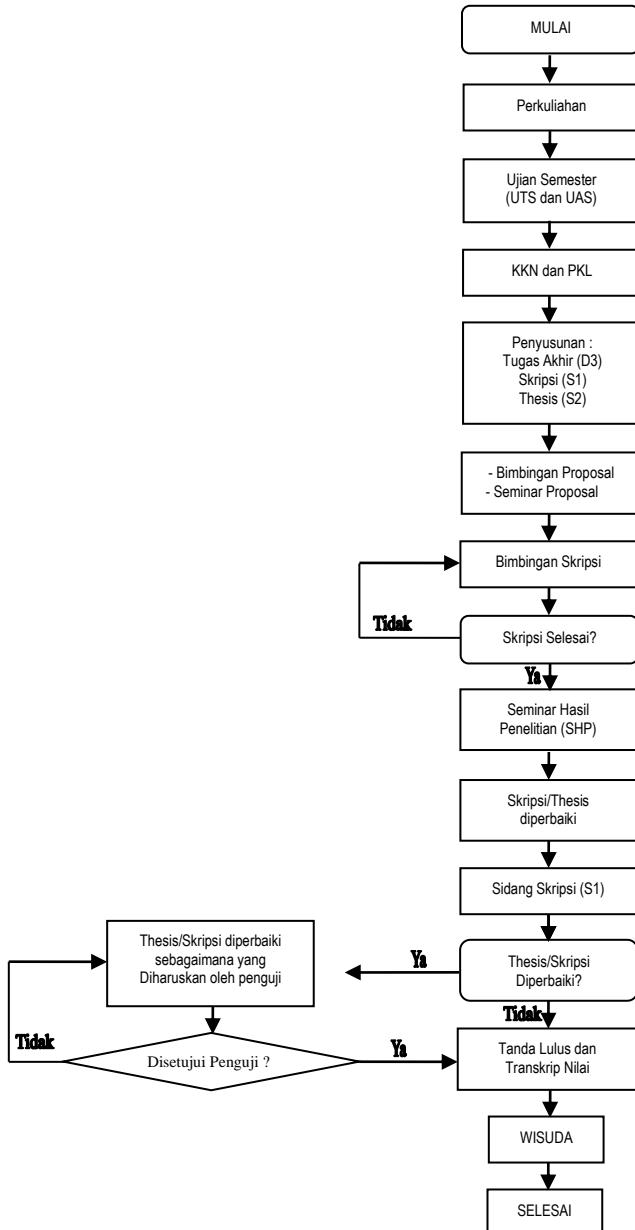 MULAI
Perkuliahan
Ujian Semester
(UTS dan UAS)
KKN dan PKL
Penyusunan :
Tugas Akhir (D3)
Skripsi (S1)
Thesis (S2)
- Bimbingan Proposal
- Seminar Proposal
Bimbingan Skripsi
Tidak
Skripsi Selesai?
Ya
Seminar Hasil
Penelitian (SHP)
Skripsi/Thesis
diperbaiki
Sidang Skripsi (S1)
Thesis/Skripsi
Diperbaiki?
Ya
Thesis/Skripsi diperbaiki
sebagaimana yang
Diharuskan oleh penguji
Tidak
Disetujui Penguji ?
Ya
Tidak
Tanda Lulus dan
Transkrip Nilai
WISUDA
SELESAI